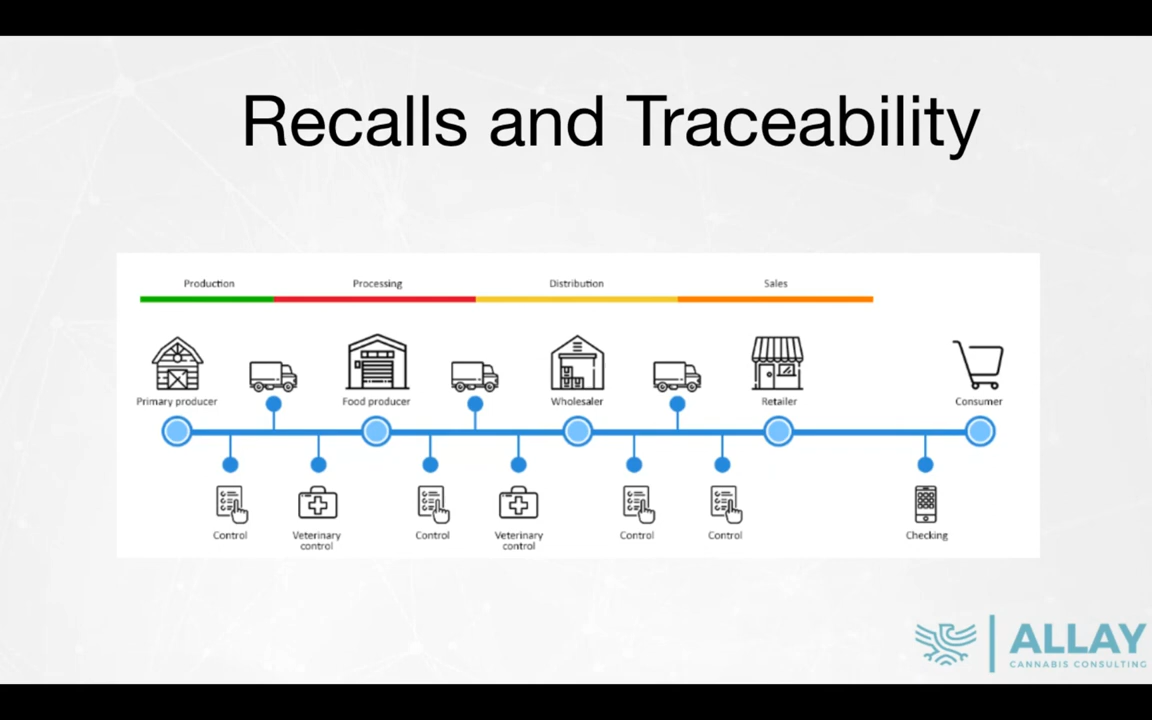 Recalls and Traceability
Production Processing Distribution Sales
Primary producer Food producer Wholesaler Retailer Consumer
Control Veterinary control Control Veterinary control Control Control Checking
ALLAY
CANNABIS CONSULTING